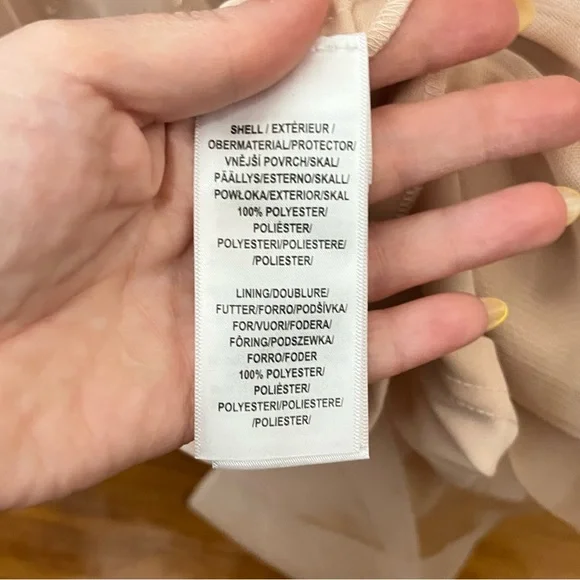 SHELL / EXTÉRIEUR /
OBERMATERIAL/PROTECTOR/
VNĚJŠÍ POVRCH/SKAL/
PÄÄLLYS/ESTERNO/SKALL/
POWŁOKA/EXTERIOR/SKAL
100% POLYESTER/
POLIÉSTER/
POLYESTERI/POLIESTERE/
/POLIESTER/
LINING/DOUBLURE/
FUTTER/FORRO/PODŠÍVKA/
FOR/VUORI/FODERA/
FÔRING/PODSZEWKA/
FORRO/FODER
100% POLYESTER/
POLIÉSTER/
POLYESTERI/POLIESTERE/
/POLIESTER/